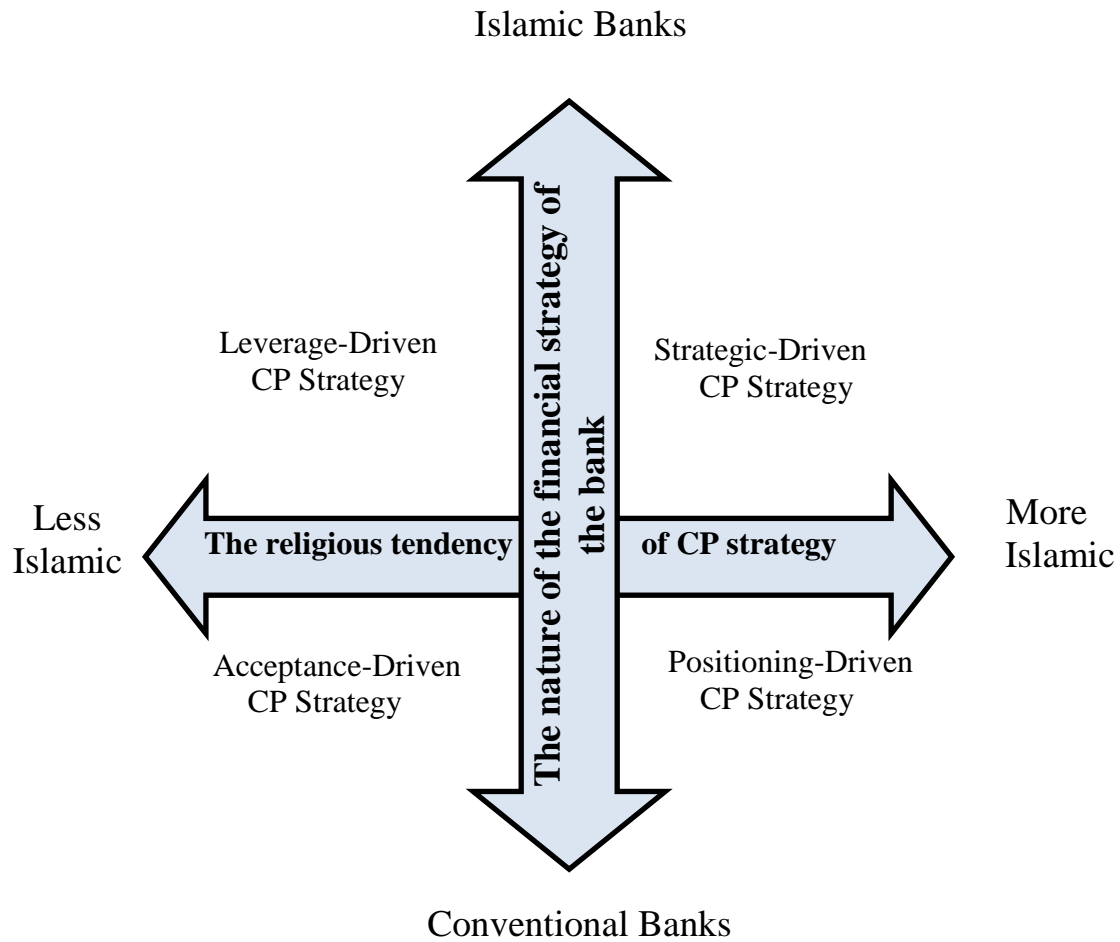 Islamic Banks
The nature of the financial strategy of
the bank
Leverage-Driven
CP Strategy
Strategic-Driven
CP Strategy
Less
Islamic
The religious tendency
of CP strategy
More
Islamic
Acceptance-Driven
CP Strategy
Positioning-Driven
CP Strategy
Conventional Banks